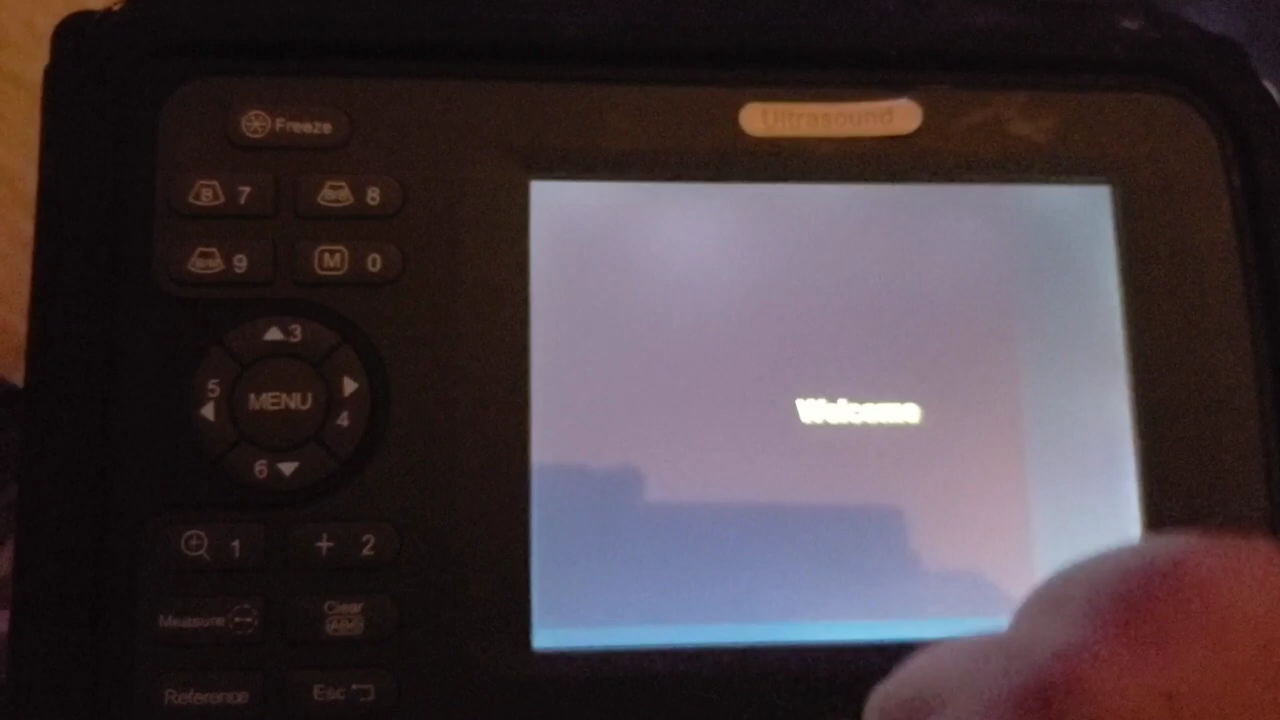 Ultrasound
Freeze
B 7
B/B 8
9
M 0
3
5
MENU
4
6
Welcome
1
+ 2
Measure
Clear
Reference
Esc